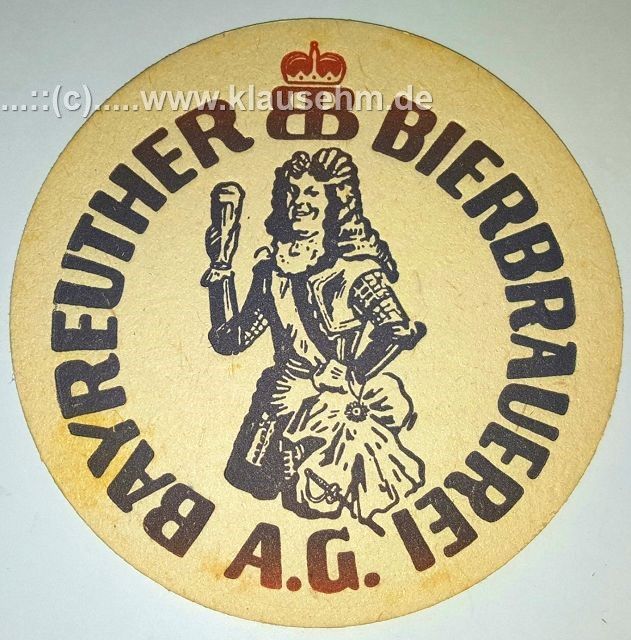 ...::(c).....www.klausehm.de
BB
BAYREUTHER BIERBRAUEREI
A.G.